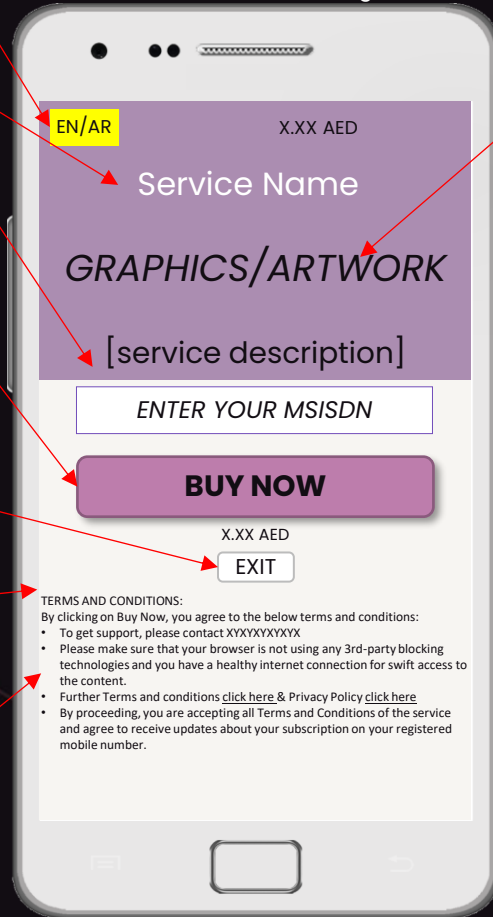 EN/AR
X.XX AED
Service Name
GRAPHICS/ARTWORK
[service description]
ENTER YOUR MSISDN
BUY NOW
X.XX AED
EXIT
TERMS AND CONDITIONS:
By clicking on Buy Now, you agree to the below terms and conditions:
• To get support, please contact XYXYXYXYXYX
• Please make sure that your browser is not using any 3rd-party blocking
technologies and you have a healthy internet connection for swift access to
the content.
• Further Terms and conditions click here & Privacy Policy click here
• By proceeding, you are accepting all Terms and Conditions of the service
and agree to receive updates about your subscription on your registered
mobile number.